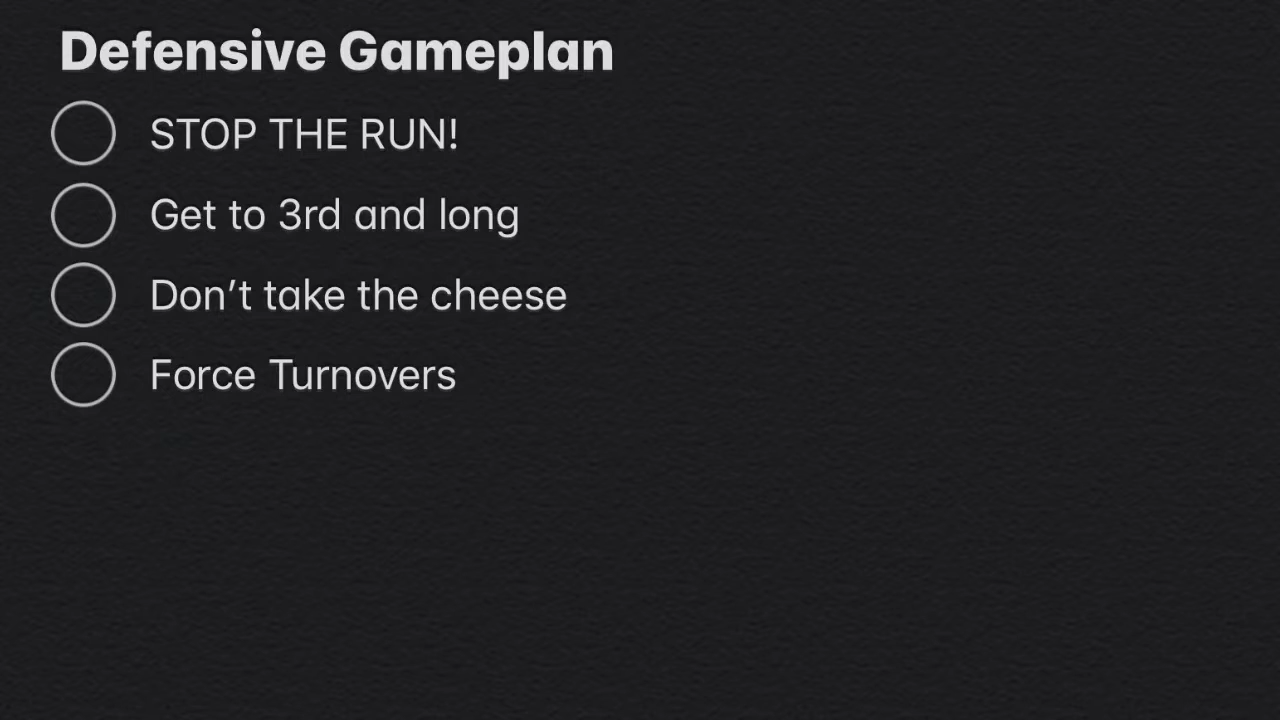 Defensive Gameplan
STOP THE RUN!
Get to 3rd and long
Don’t take the cheese
Force Turnovers